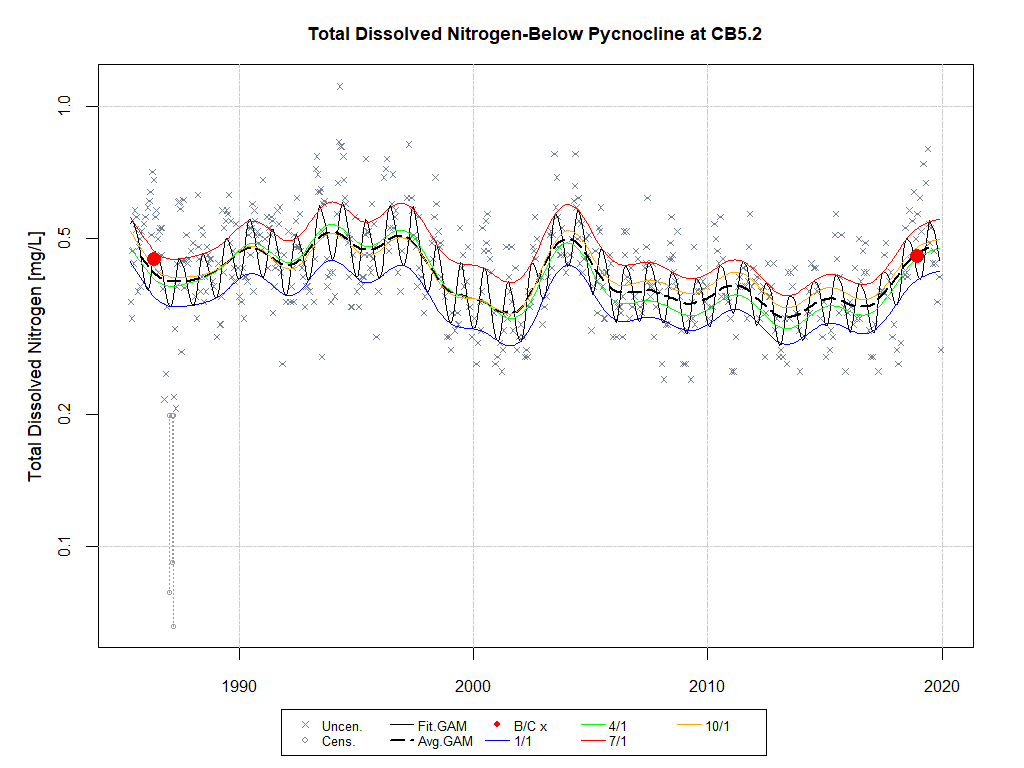 Total Dissolved Nitrogen-Below Pycnocline at CB5.2
Total Dissolved Nitrogen [mg/L]
1.0
0.5
0.2
0.1
1990 2000 2010 2020
Uncen. Fit.GAM B/C x 4/1 10/1
Cens. Avg.GAM 1/1 7/1